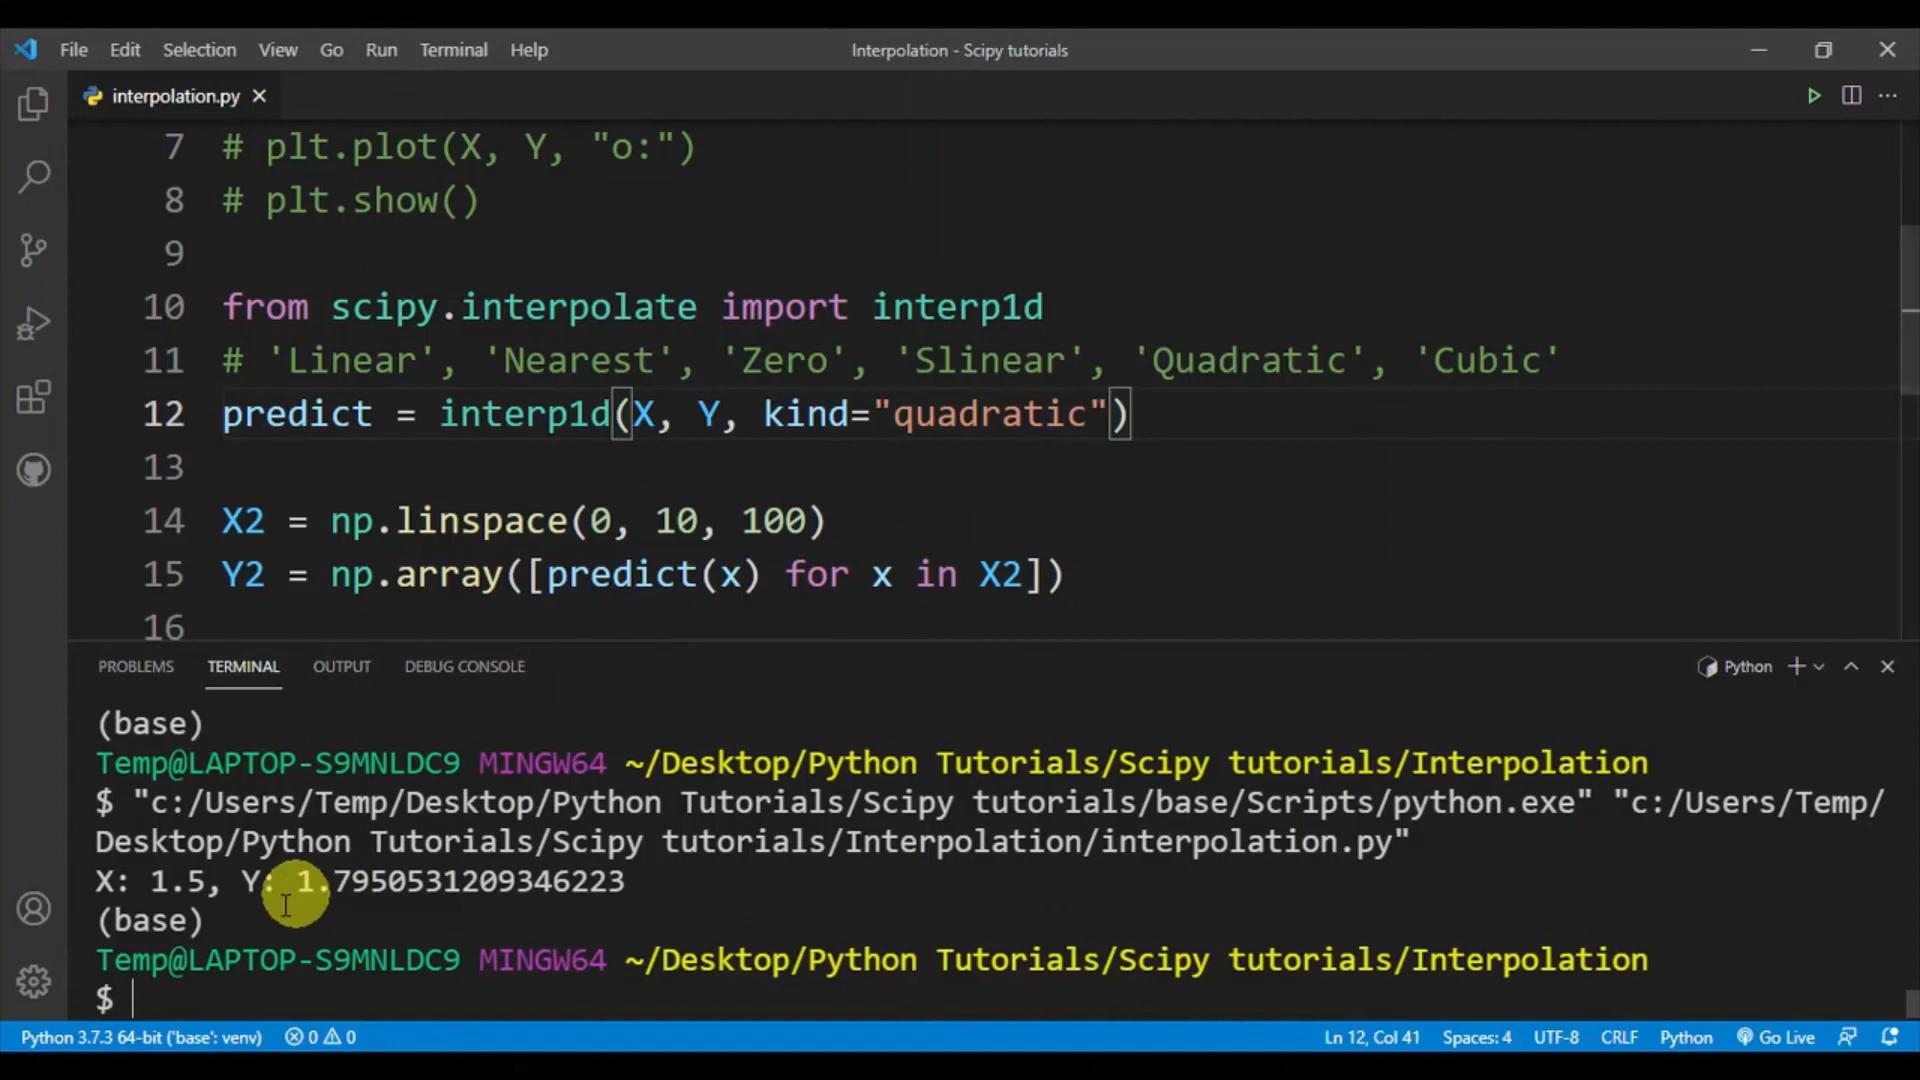 File Edit Selection View Go Run Terminal Help Interpolation - Scipy tutorials
interpolation.py
7 # plt.plot(X, Y, "o:")
8 # plt.show()
9
10 from scipy.interpolate import interp1d
11 # 'Linear', 'Nearest', 'Zero', 'Slinear', 'Quadratic', 'Cubic'
12 predict = interp1d(X, Y, kind="quadratic")
13
14 X2 = np.linspace(0, 10, 100)
15 Y2 = np.array([predict(x) for x in X2])
16
PROBLEMS TERMINAL OUTPUT DEBUG CONSOLE Python
(base)
Temp@LAPTOP-S9MNLDC9 MINGW64 ~/Desktop/Python Tutorials/Scipy tutorials/Interpolation
$ "c:/Users/Temp/Desktop/Python Tutorials/Scipy tutorials/base/Scripts/python.exe" "c:/Users/Temp/
Desktop/Python Tutorials/Scipy tutorials/Interpolation/interpolation.py"
X: 1.5, Y: 1.7950531209346223
(base)
Temp@LAPTOP-S9MNLDC9 MINGW64 ~/Desktop/Python Tutorials/Scipy tutorials/Interpolation
$
Python 3.7.3 64-bit ('base': venv) 0 0 Ln 12, Col 41 Spaces: 4 UTF-8 CRLF Python Go Live